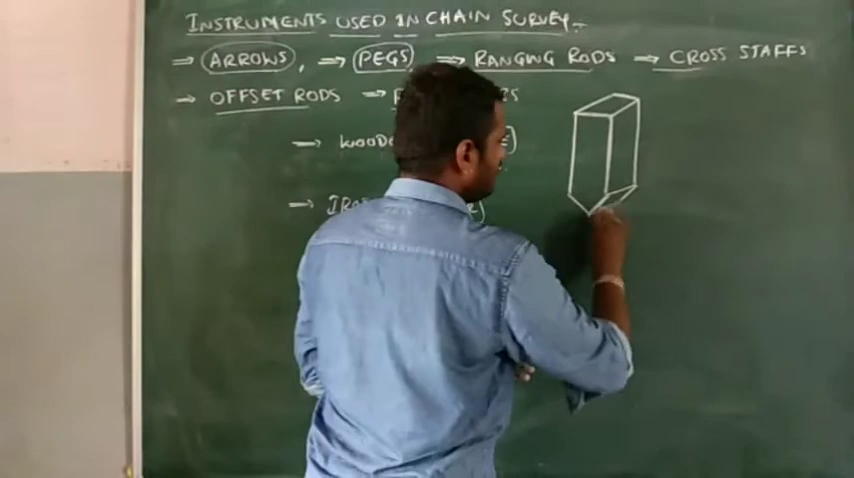 INSTRUMENTS USED IN CHAIN SURVEY:-
⇒ ARROWS, ⇒ PEGS ⇒ RANGING RODS ⇒ CROSS STAFFS
⇒ OFFSET RODS ⇒
→
→